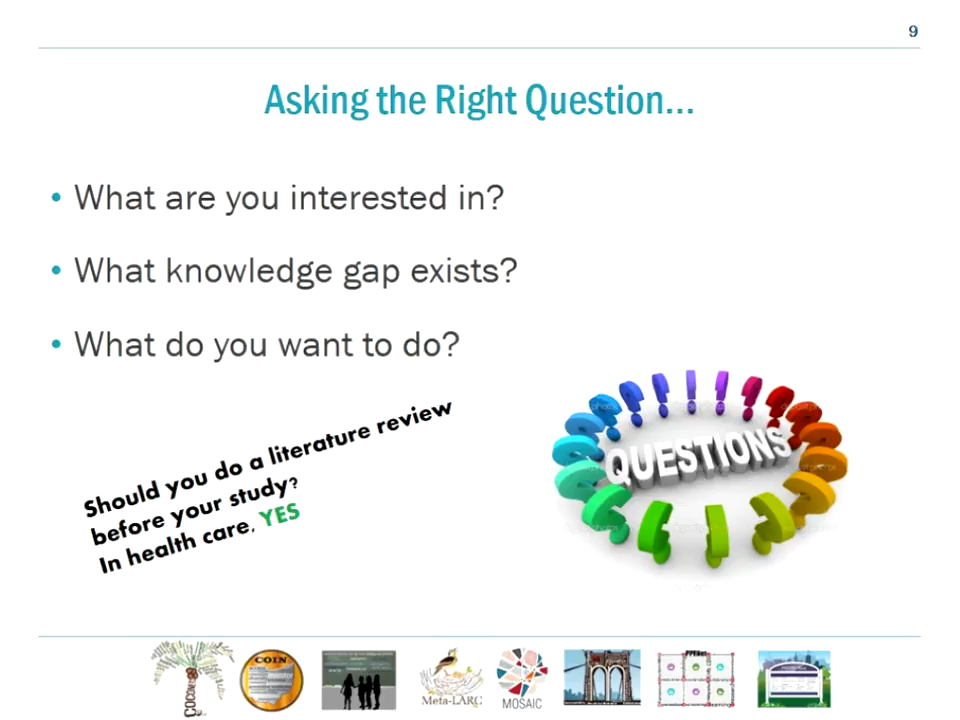 9
Asking the Right Question...
• What are you interested in?
• What knowledge gap exists?
• What do you want to do?
Should you do a literature review
before your study?
In health care, YES
QUESTIONS
COIN
Meta-LARC
MOSAIC